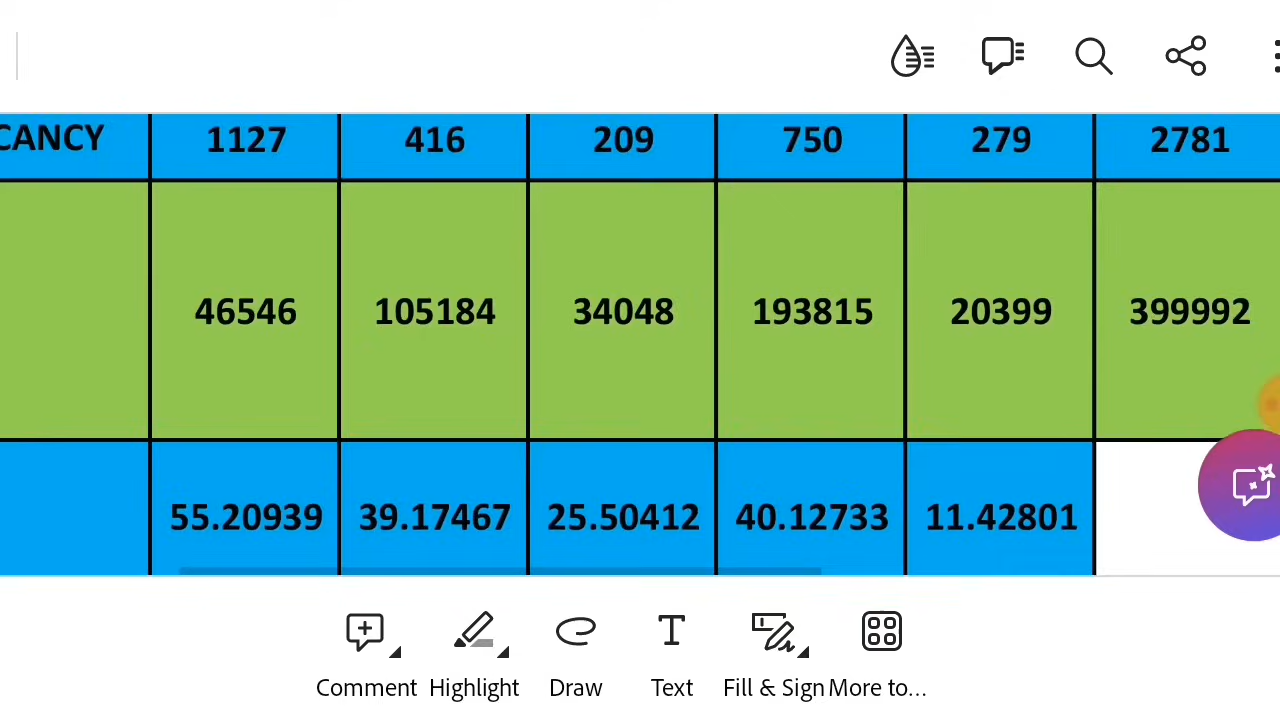 CANCY 1127 416 209 750 279 2781
46546 105184 34048 193815 20399 399992
55.20939 39.17467 25.50412 40.12733 11.42801
Comment Highlight Draw Text Fill & Sign More to...